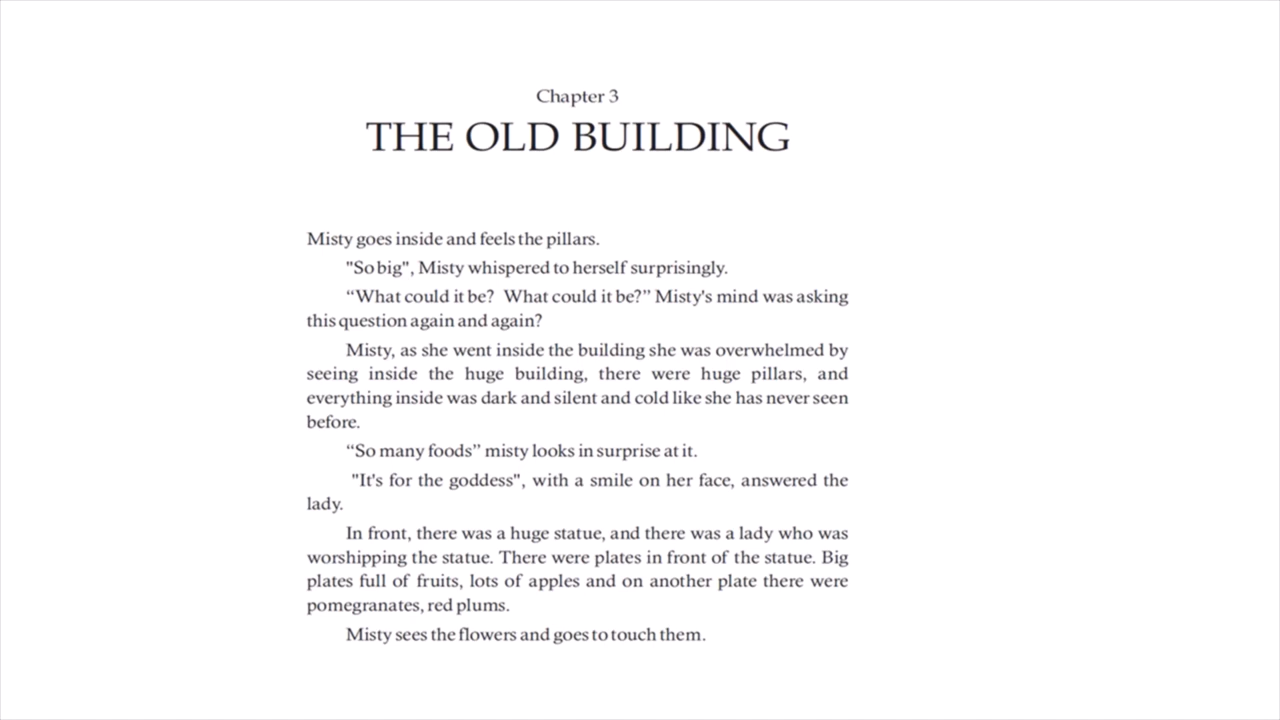 Chapter 3
THE OLD BUILDING
Misty goes inside and feels the pillars.
"So big", Misty whispered to herself surprisingly.
“What could it be?  What could it be?” Misty's mind was asking
this question again and again?
Misty, as she went inside the building she was overwhelmed by
seeing inside the huge building, there were huge pillars, and
everything inside was dark and silent and cold like she has never seen
before.
“So many foods” misty looks in surprise at it.
"It's for the goddess", with a smile on her face, answered the
lady.
In front, there was a huge statue, and there was a lady who was
worshipping the statue. There were plates in front of the statue. Big
plates full of fruits, lots of apples and on another plate there were
pomegranates, red plums.
Misty sees the flowers and goes to touch them.